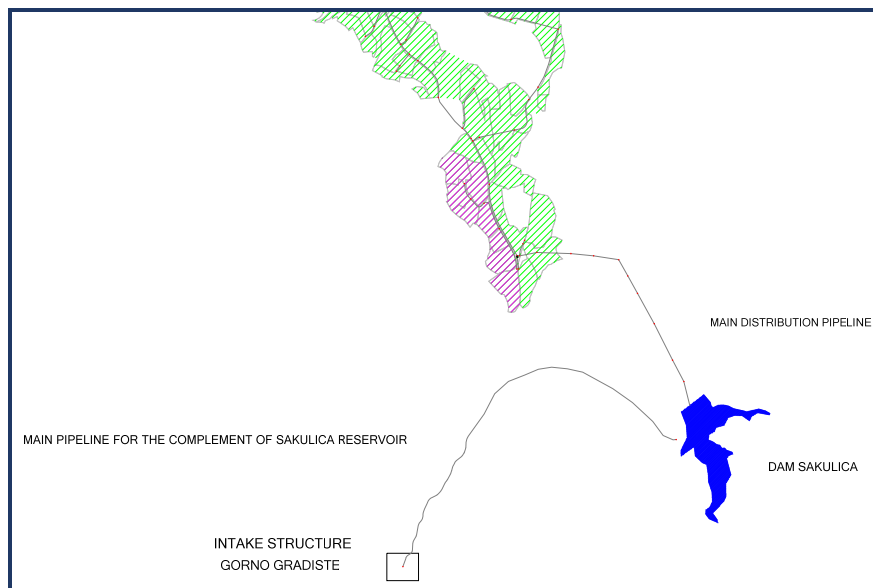 MAIN DISTRIBUTION PIPELINE
MAIN PIPELINE FOR THE COMPLEMENT OF SAKULICA RESERVOIR
DAM SAKULICA
INTAKE STRUCTURE
GORNO GRADISTE